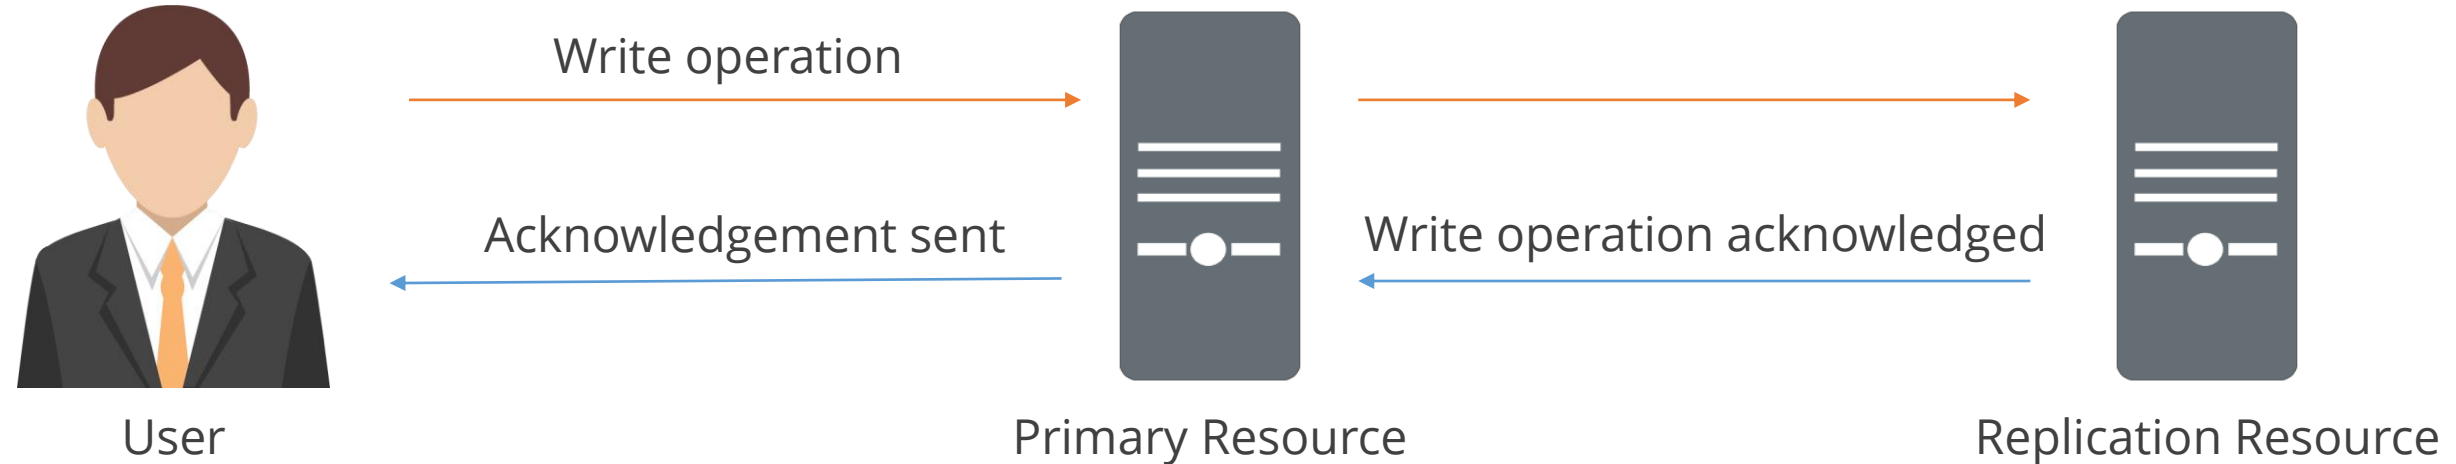 Write operation
Acknowledgement sent
Write operation acknowledged
User
Primary Resource
Replication Resource